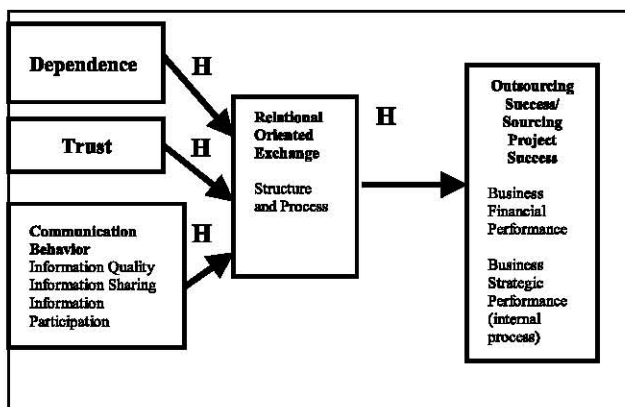 Dependence
H
Trust
H
Communication
Behavior
Information Quality
Information Sharing
Information
Participation
H
Relational
Oriented
Exchange
Structure
and Process
H
Outsourcing
Success/
Sourcing
Project
Success
Business
Financial
Performance
Business
Strategic
Performance
(internal
process)